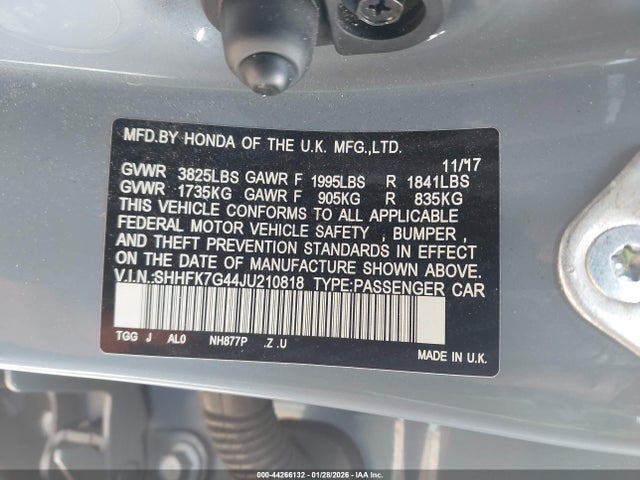 MFD.BY HONDA OF THE U.K. MFG.,LTD.
11/17
GVWR 3825LBS GAWR F 1995LBS R 1841LBS
GVWR 1735KG GAWR F 905KG R 835KG
THIS VEHICLE CONFORMS TO ALL APPLICABLE
FEDERAL MOTOR VEHICLE SAFETY , BUMPER ,
AND THEFT PREVENTION STANDARDS IN EFFECT
ON THE DATE OF MANUFACTURE SHOWN ABOVE.
V.I.N.:SHHFK7G44JU210818 TYPE:PASSENGER CAR
TGG J AL0 NH877P .Z .U
MADE IN U.K.
000-44266132 - 01/28/2026 - IAAI.COM